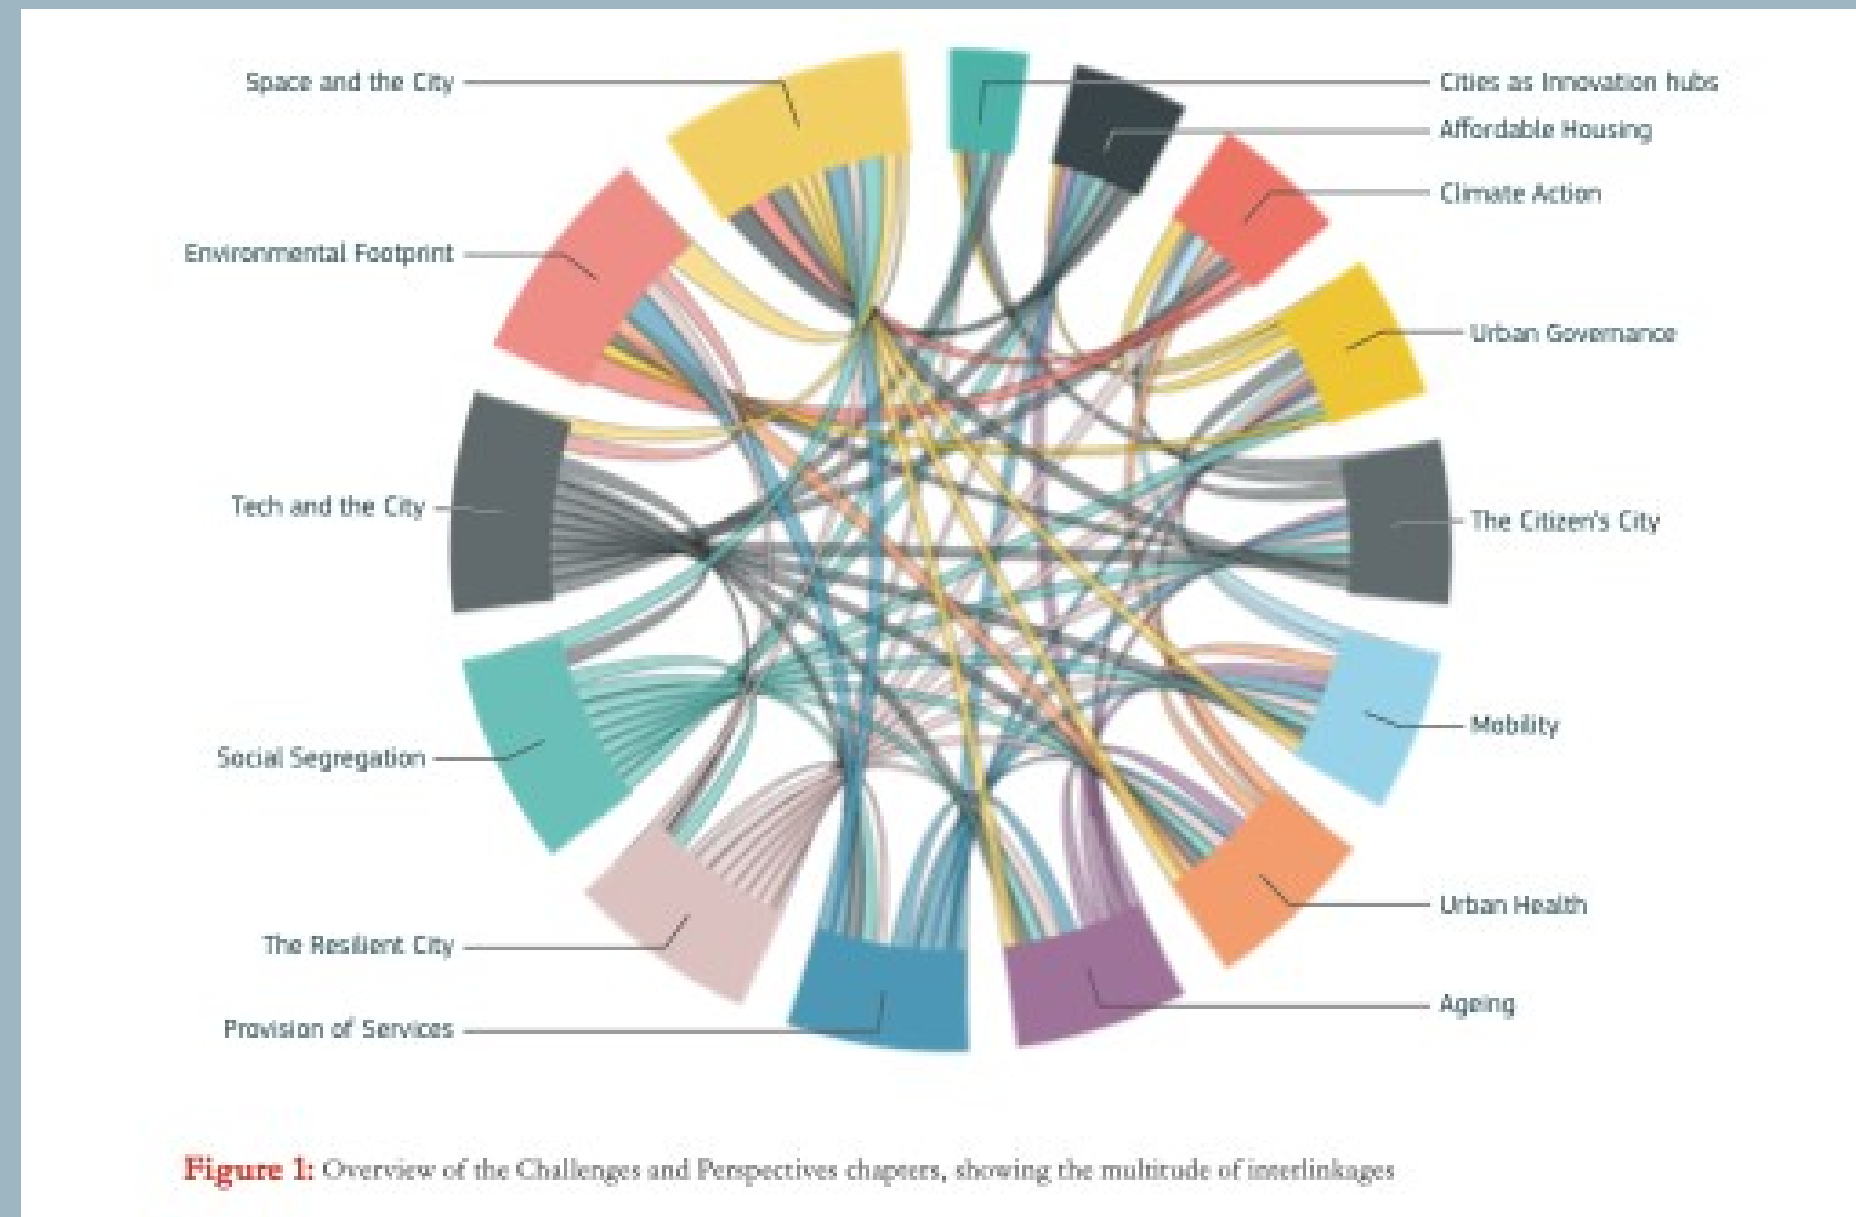 Space and the City
Cities as Innovation hubs
Affordable Housing
Climate Action
Environmental Footprint
Urban Governance
Tech and the City
The Citizen's City
Mobility
Social Segregation
Urban Health
The Resilient City
Ageing
Provision of Services
Figure 1: Overview of the Challenges and Perspectives chapters, showing the multitude of interlinkages